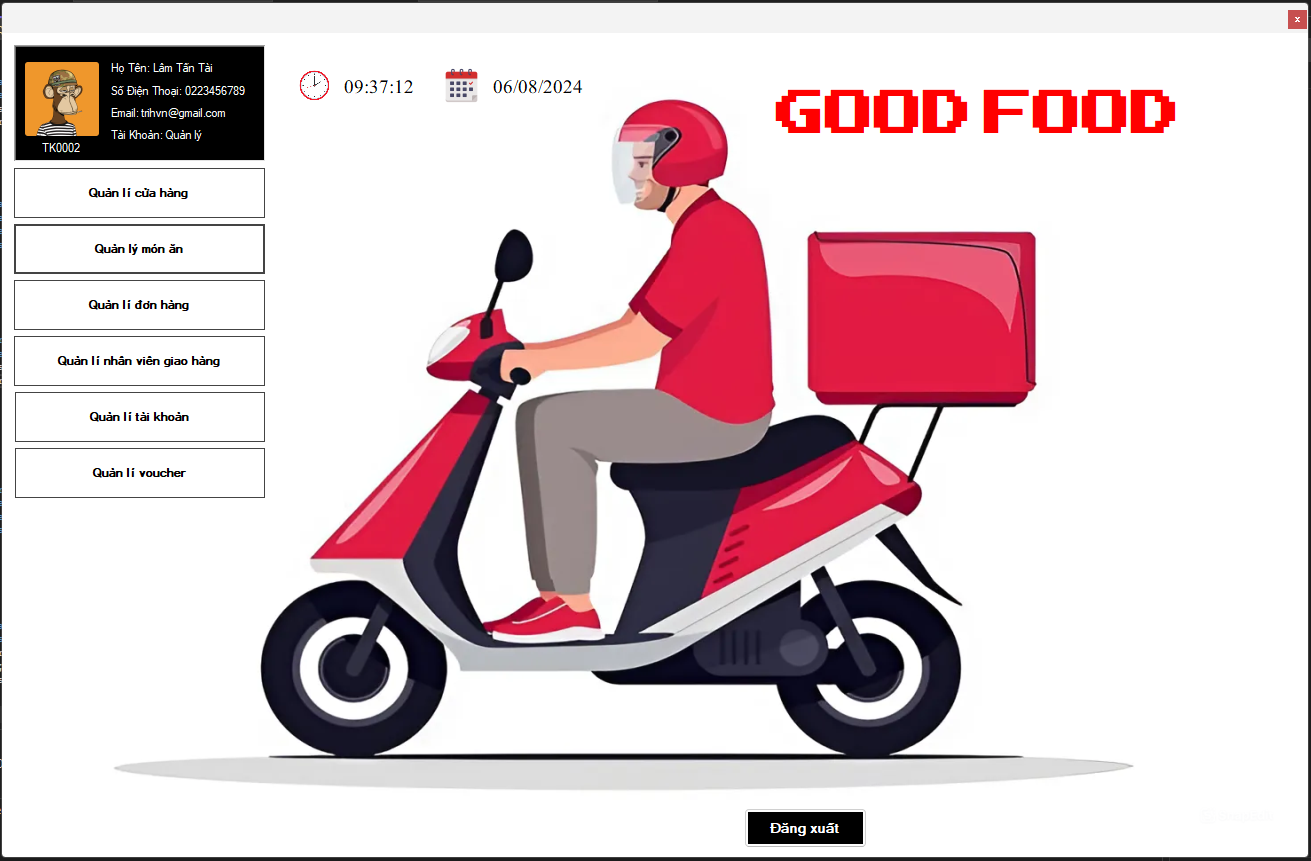 Họ Tên: Lâm Tấn Tài
Số Điện Thoại: 0223456789
Email: trihvn@gmail.com
Tài Khoản: Quản lý
TK0002
09:37:12
06/08/2024
GOOD FOOD
Quản lí cửa hàng
Quản lý món ăn
Quản lí đơn hàng
Quản lí nhân viên giao hàng
Quản lí tài khoản
Quản lí voucher
Đăng xuất